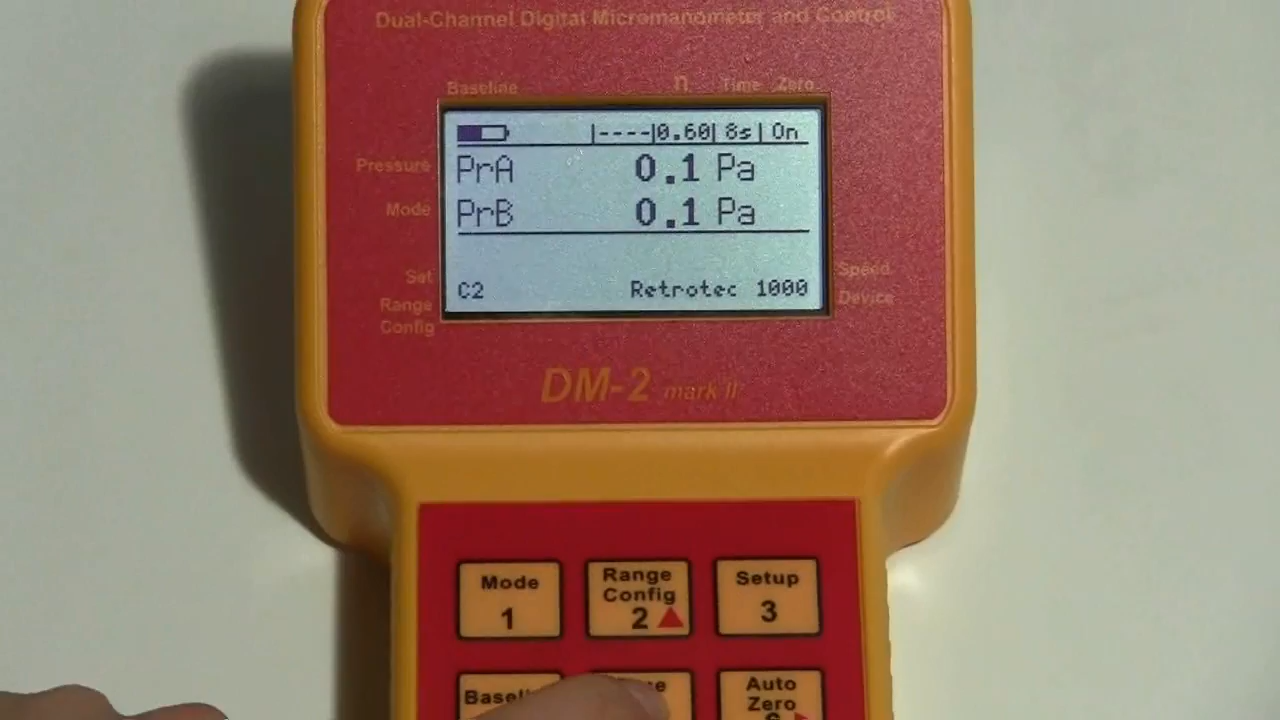 Dual-Channel Digital Micromanometer and Control
Baseline n Time Zero
|----|0.60| 8s| On
Pressure PrA 0.1 Pa
Mode PrB 0.1 Pa
Set Speed
C2 Retrotec 1000
Range Device
Config
DM-2 mark II
Mode
1
Range
Config
2
Setup
3
Auto
Zero